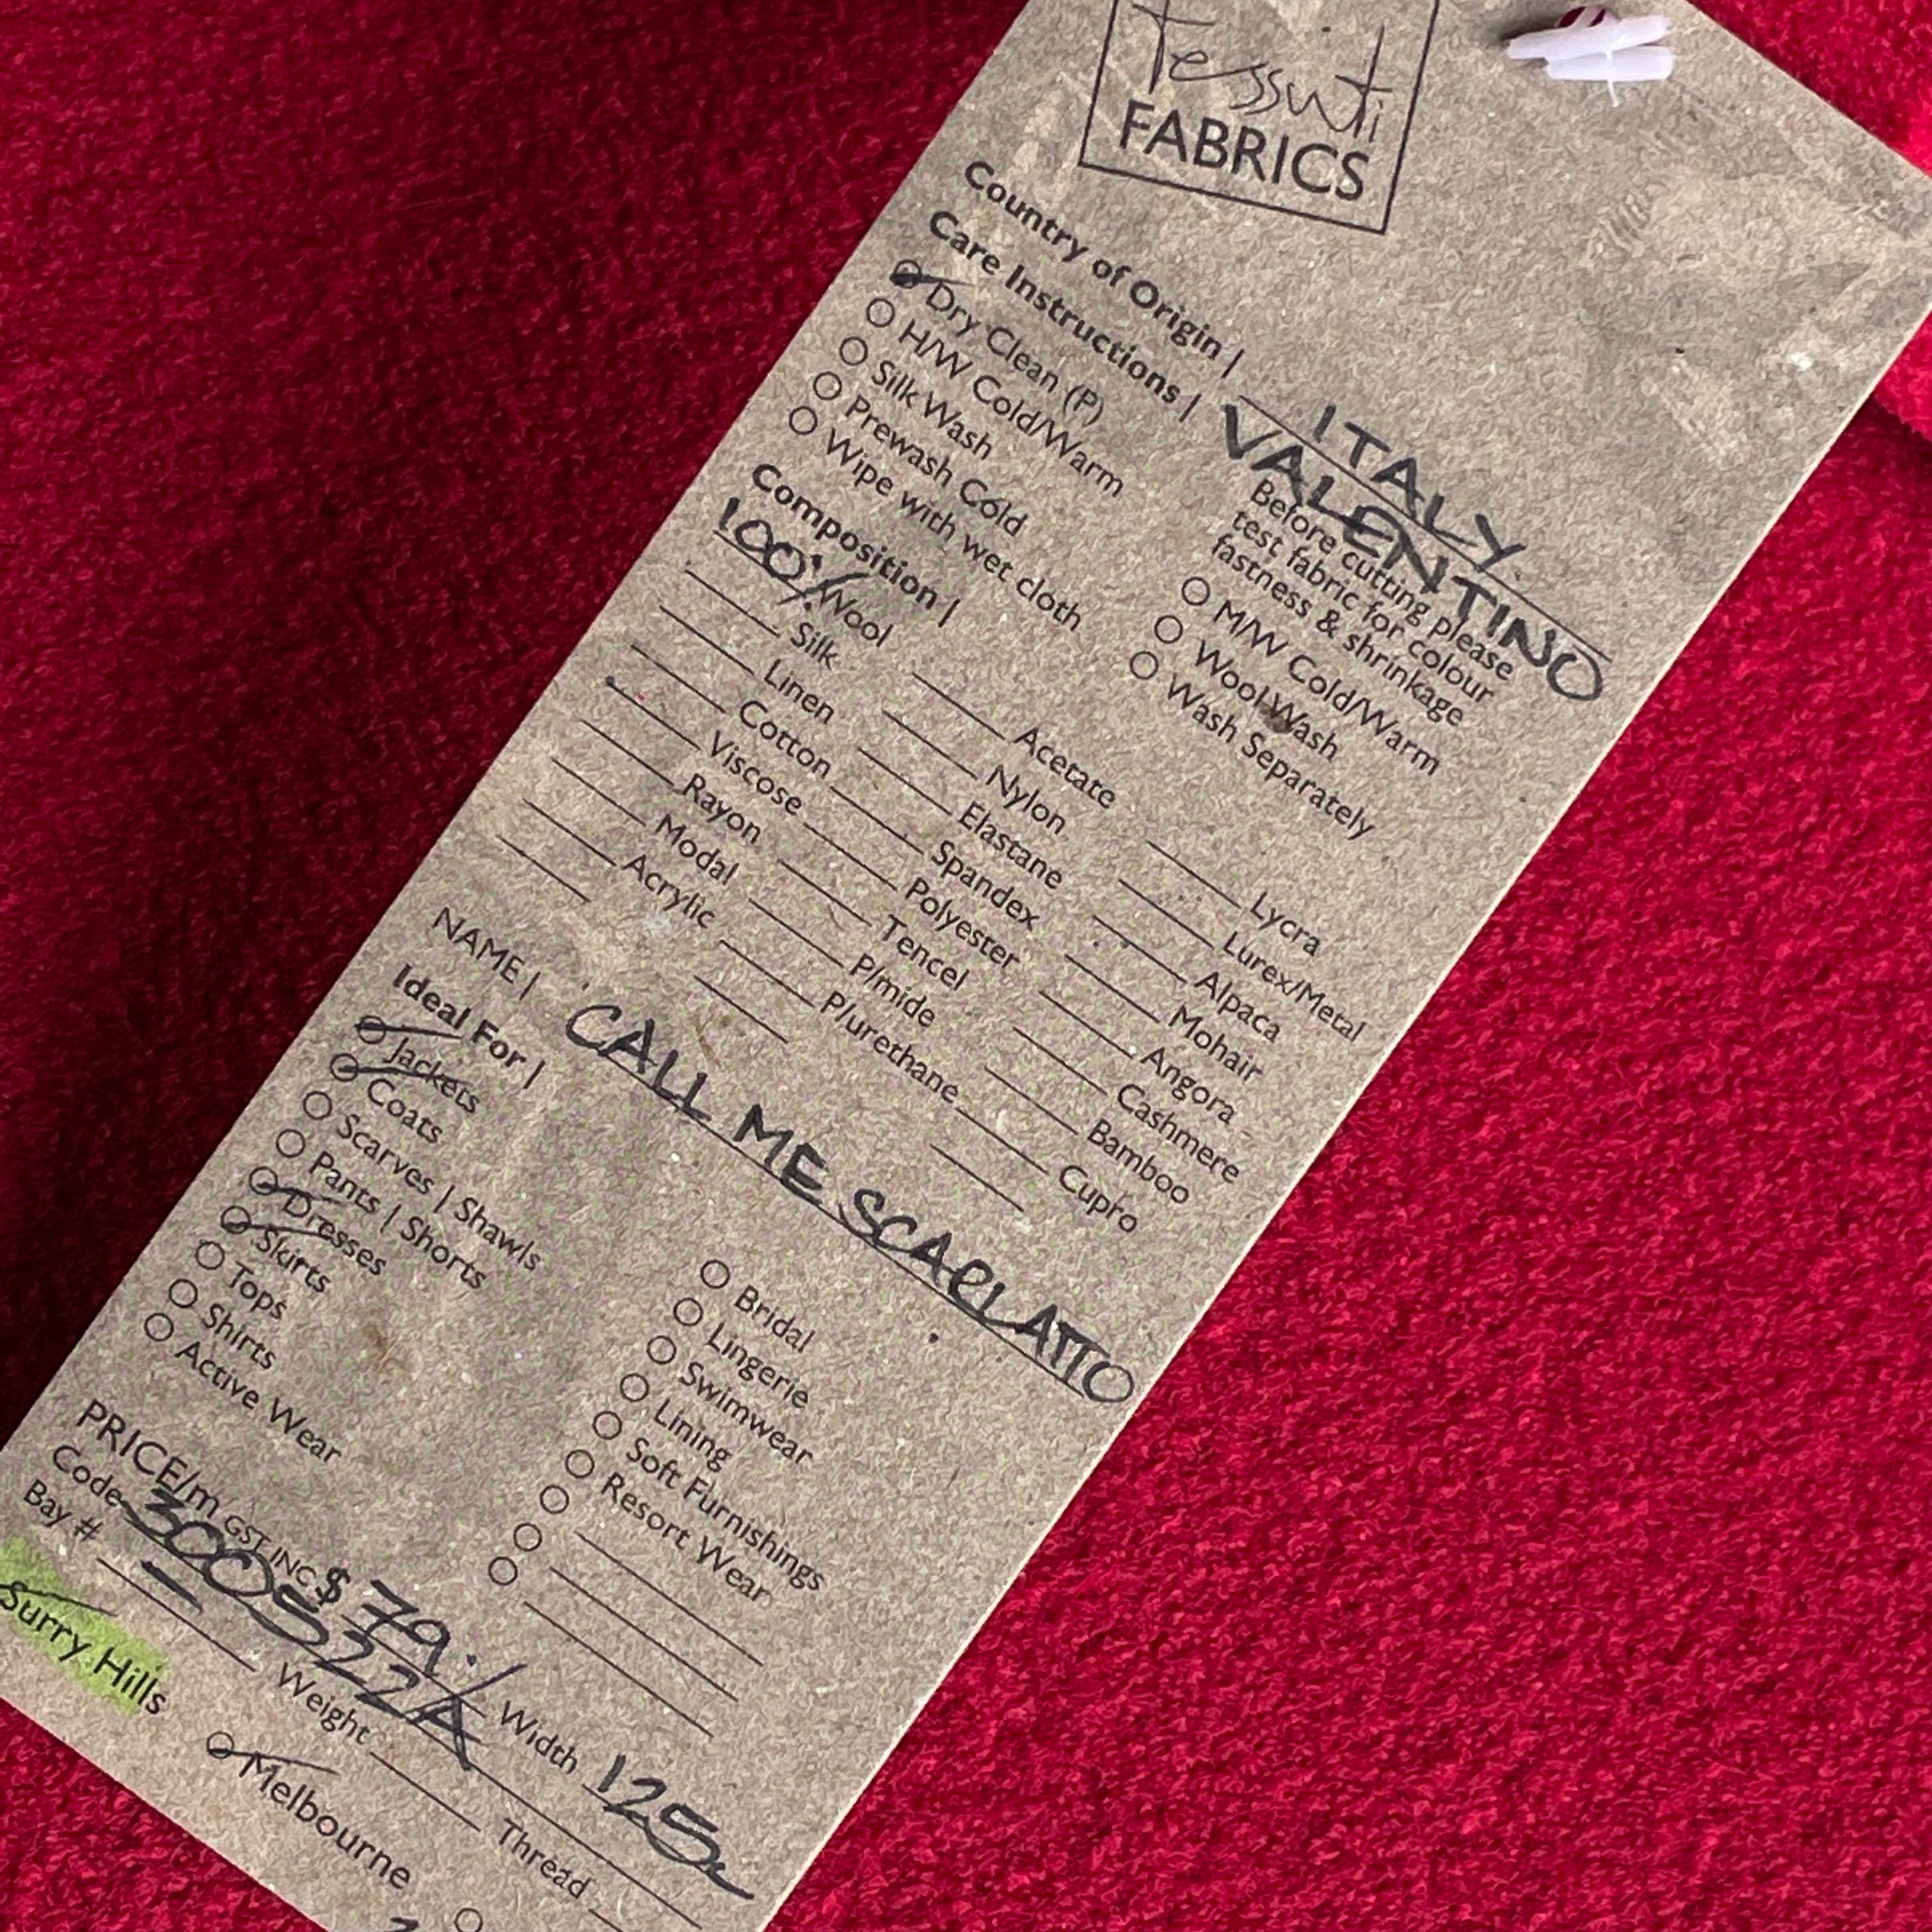 Tessuti
FABRICS
Country of Origin | ITALY
VALENTINO
Care Instructions |
Before cutting please
test fabric for colour
fastness & shrinkage
Dry Clean (P)
H/W Cold/Warm
Silk Wash
Prewash Cold
Wipe with wet cloth
M/W Cold/Warm
Wool Wash
Wash Separately
Composition |
100% Wool
Silk
Linen
Cotton
Viscose
Rayon
Modal
Acrylic
Acetate
Nylon
Elastane
Spandex
Polyester
Tencel
P/mide
P/urethane
Lycra
Lurex/Metal
Alpaca
Mohair
Angora
Cashmere
Bamboo
Cupro
NAME | CALL ME SCARLATTO
Ideal For |
Jackets
Coats
Scarves | Shawls
Pants | Shorts
Dresses
Skirts
Tops
Shirts
Active Wear
Bridal
Lingerie
Swimwear
Lining
Soft Furnishings
Resort Wear
PRICE/m GST INC $ 79./ Width 125
Code 300522A
Bay # Weight Thread
Surry Hills Melbourne